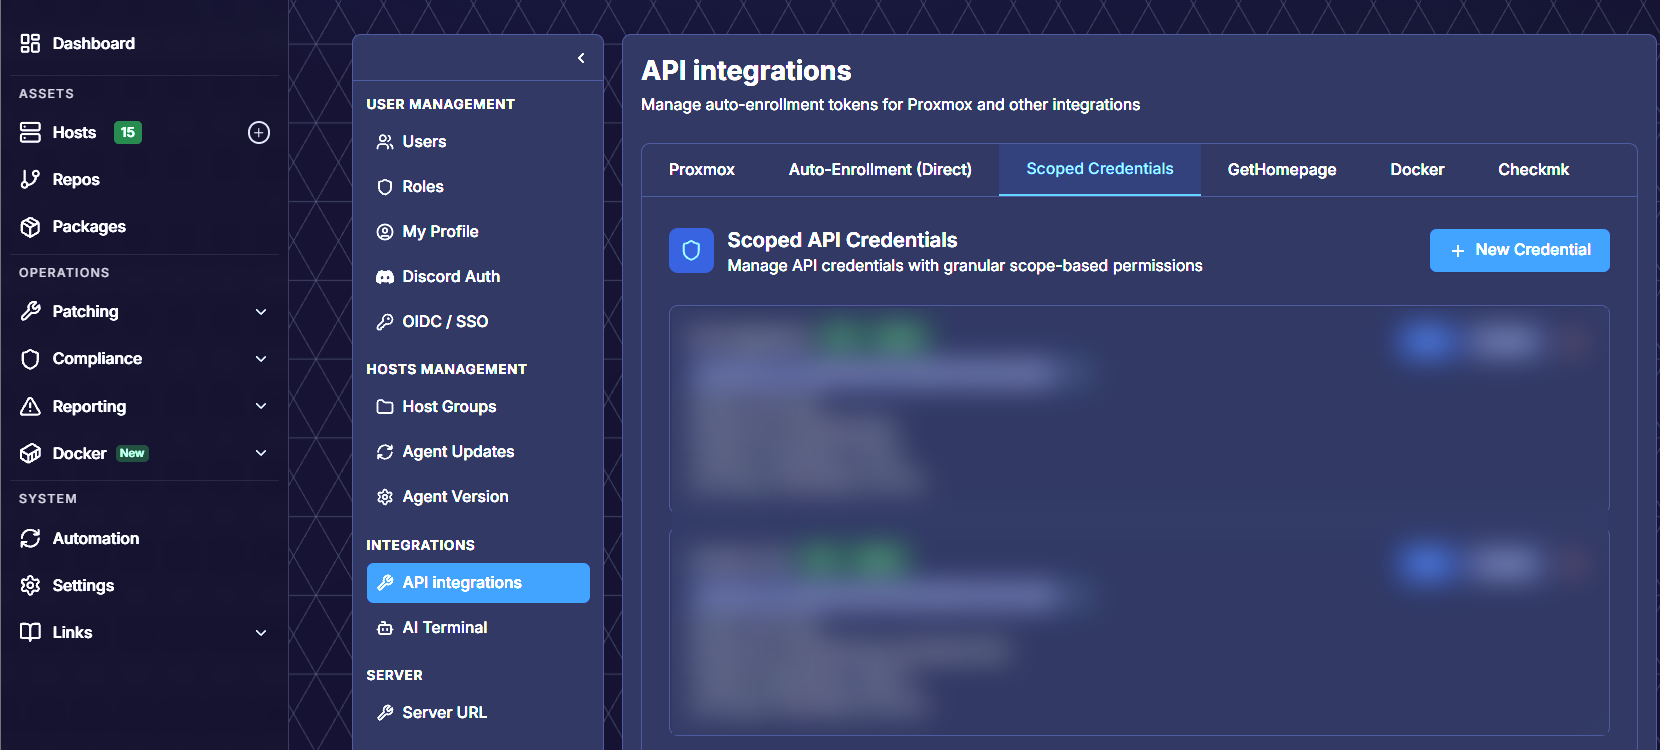 Dashboard
ASSETS
Hosts 15
Repos
Packages
OPERATIONS
Patching
Compliance
Reporting
Docker New
SYSTEM
Automation
Settings
Links
USER MANAGEMENT
Users
Roles
My Profile
Discord Auth
OIDC / SSO
HOSTS MANAGEMENT
Host Groups
Agent Updates
Agent Version
INTEGRATIONS
API integrations
AI Terminal
SERVER
Server URL
API integrations
Manage auto-enrollment tokens for Proxmox and other integrations
Proxmox Auto-Enrollment (Direct) Scoped Credentials GetHomepage Docker Checkmk
Scoped API Credentials
Manage API credentials with granular scope-based permissions
New Credential